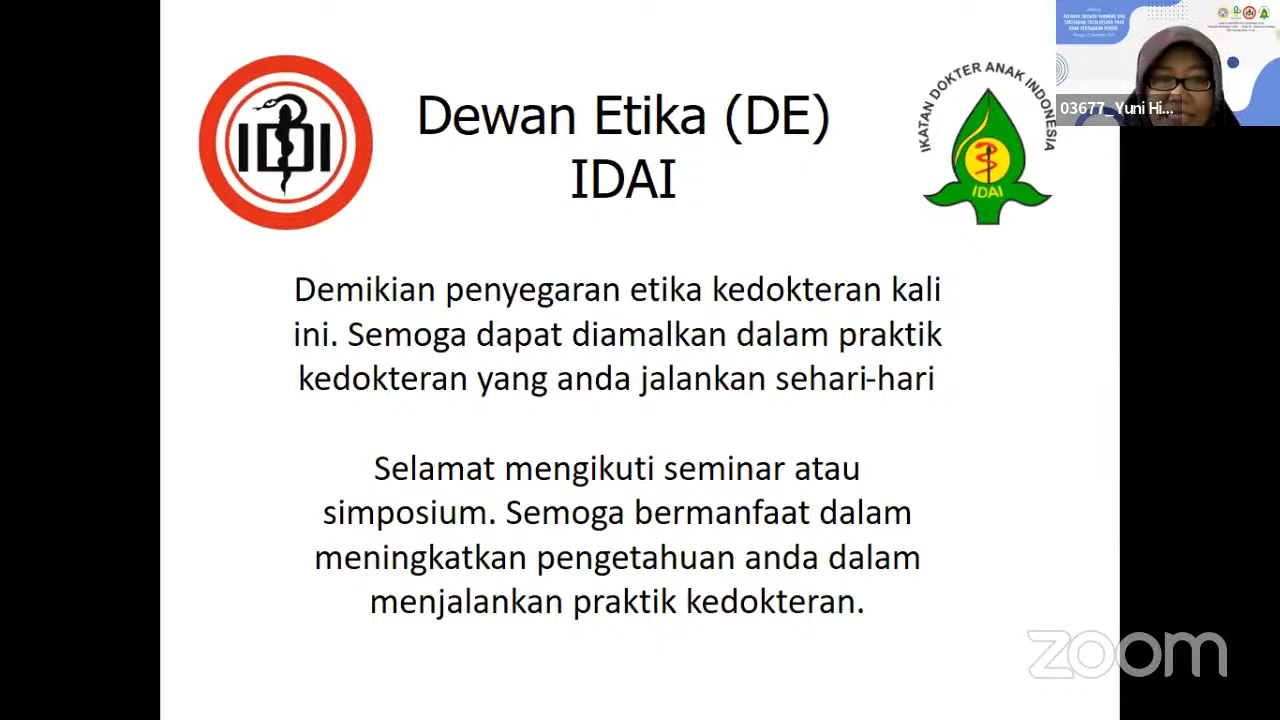 IDI
Dewan Etika (DE)
IDAI
IKATAN DOKTER ANAK INDONESIA
IDAI
03677_Yuni Hi...
Demikian penyegaran etika kedokteran kali
ini. Semoga dapat diamalkan dalam praktik
kedokteran yang anda jalankan sehari-hari
Selamat mengikuti seminar atau
simposium. Semoga bermanfaat dalam
meningkatkan pengetahuan anda dalam
menjalankan praktik kedokteran.
zoom